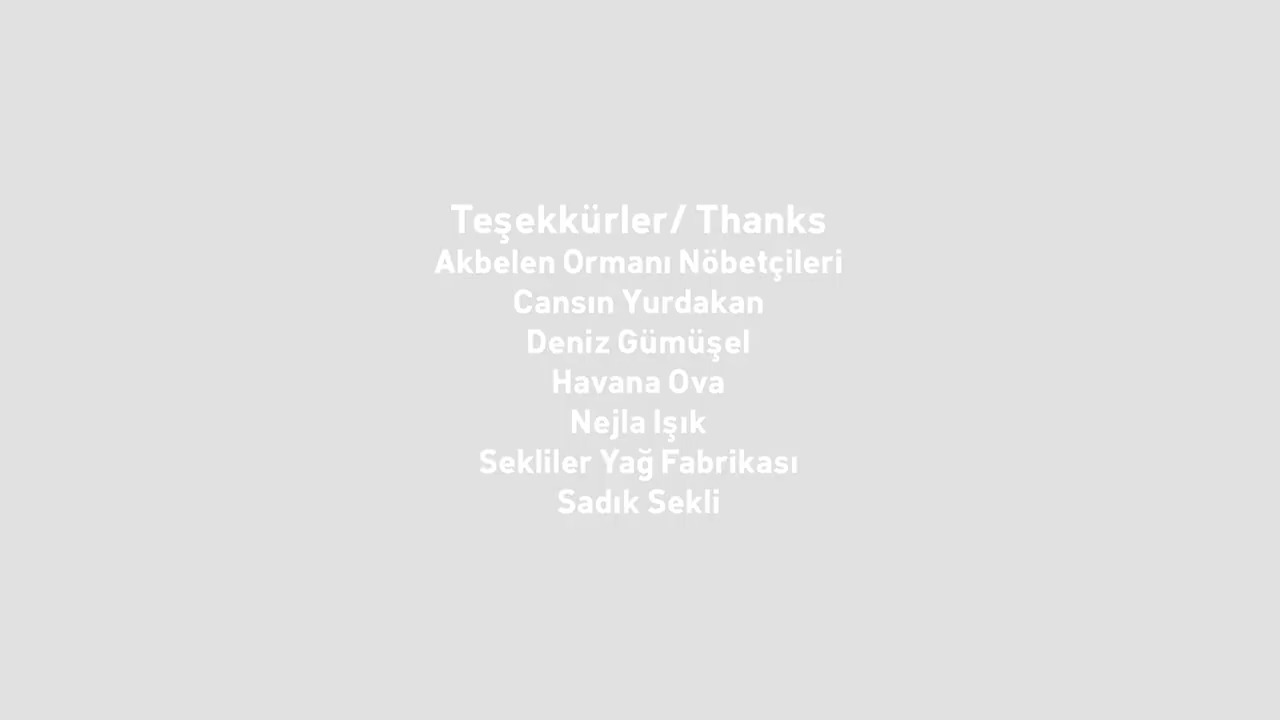 Teşekkürler/ Thanks
Akbelen Ormanı Nöbetçileri
Cansın Yurdakan
Deniz Gümüşel
Havana Ova
Nejla Işık
Sekliler Yağ Fabrikası
Sadık Sekli